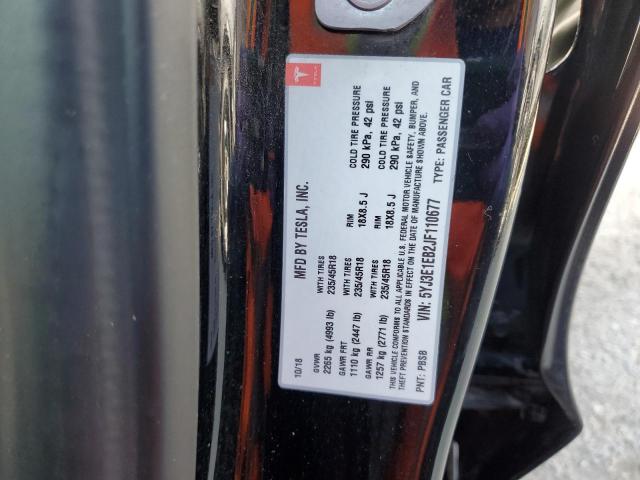 TESLA
10/18 MFD BY TESLA, INC.
GVWR WITH TIRES RIM COLD TIRE PRESSURE
2265 kg (4993 lb) 235/45R18 18X8.5 J 290 kPa, 42 psi
GAWR FRT WITH TIRES RIM COLD TIRE PRESSURE
1110 kg (2447 lb) 235/45R18 18X8.5 J 290 kPa, 42 psi
GAWR RR
1257 kg (2771 lb) 235/45R18
THIS VEHICLE CONFORMS TO ALL APPLICABLE U.S. FEDERAL MOTOR VEHICLE SAFETY, BUMPER, AND
THEFT PREVENTION STANDARDS IN EFFECT ON THE DATE OF MANUFACTURE SHOWN ABOVE.
PNT: PBSB VIN: 5YJ3E1EB2JF110677 TYPE: PASSENGER CAR